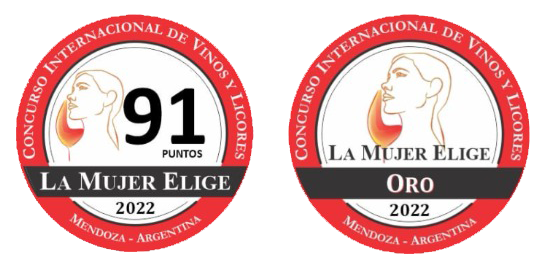 CONCURSO INTERNACIONAL DE VINOS Y LICORES
91
PUNTOS
LA MUJER ELIGE
2022
MENDOZA - ARGENTINA
CONCURSO INTERNACIONAL DE VINOS Y LICORES
LA MUJER ELIGE
ORO
2022
MENDOZA - ARGENTINA